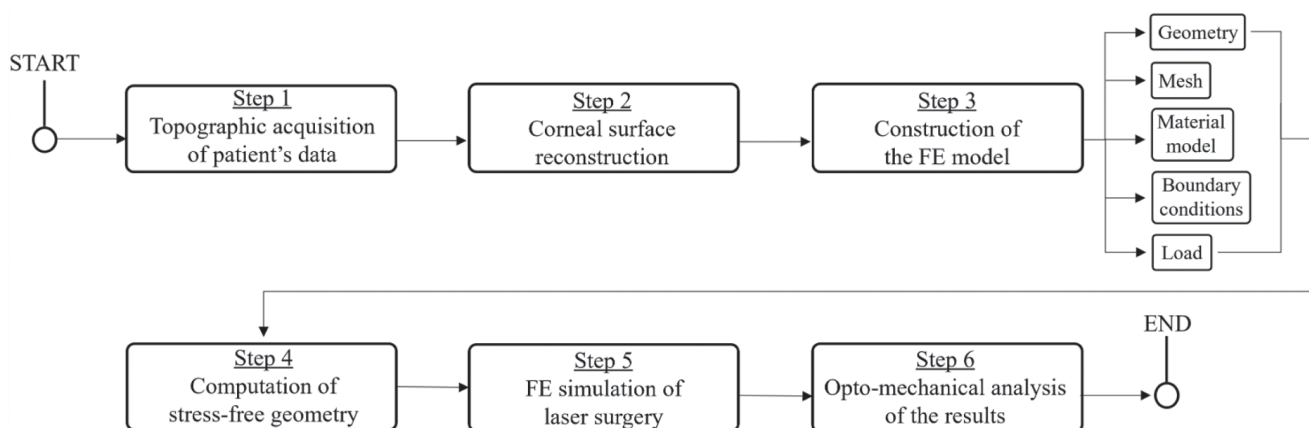 START
Step 1
Topographic acquisition
of patient's data
Step 2
Corneal surface
reconstruction
Step 3
Construction of
the FE model
Geometry
Mesh
Material
model
Boundary
conditions
Load
Step 4
Computation of
stress-free geometry
Step 5
FE simulation of
laser surgery
Step 6
Opto-mechanical analysis
of the results
END